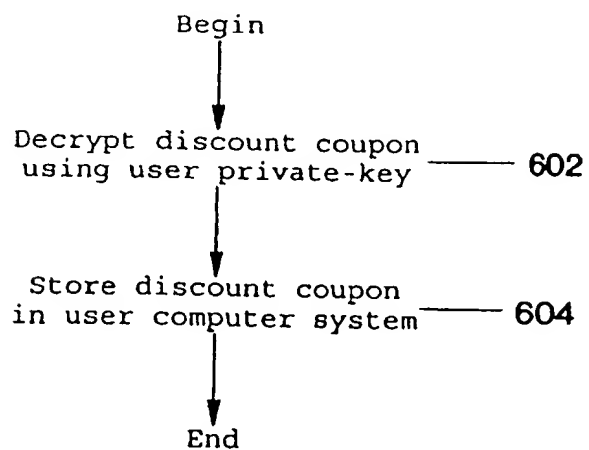 Begin
Decrypt discount coupon
using user private-key 602
Store discount coupon
in user computer system 604
End